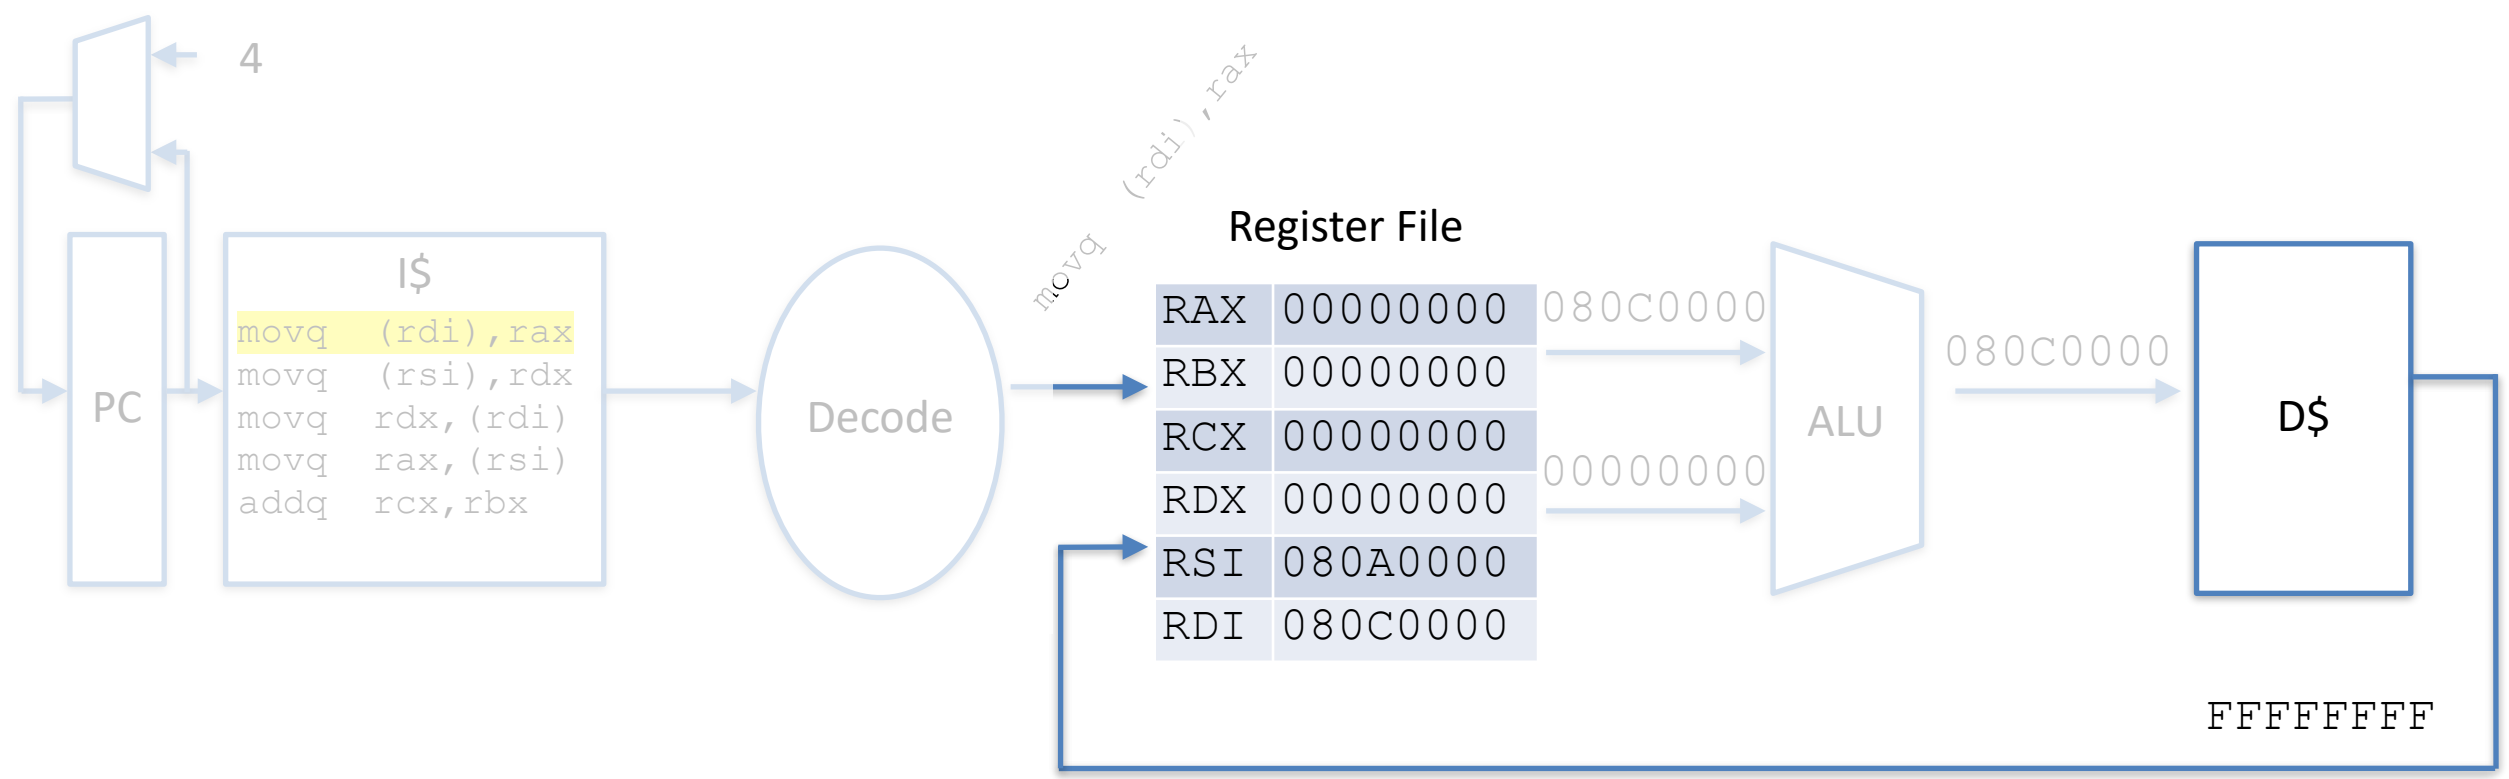 4
movq (rdi),rax
Register File
I$
movq (rdi),rax
movq (rsi),rdx
movq rdx,(rdi)
movq rax,(rsi)
addq rcx,rbx
PC
Decode
RAX 00000000
RBX 00000000
RCX 00000000
RDX 00000000
RSI 080A0000
RDI 080C0000
080C0000
00000000
ALU
080C0000
D$
FFFFFFFF